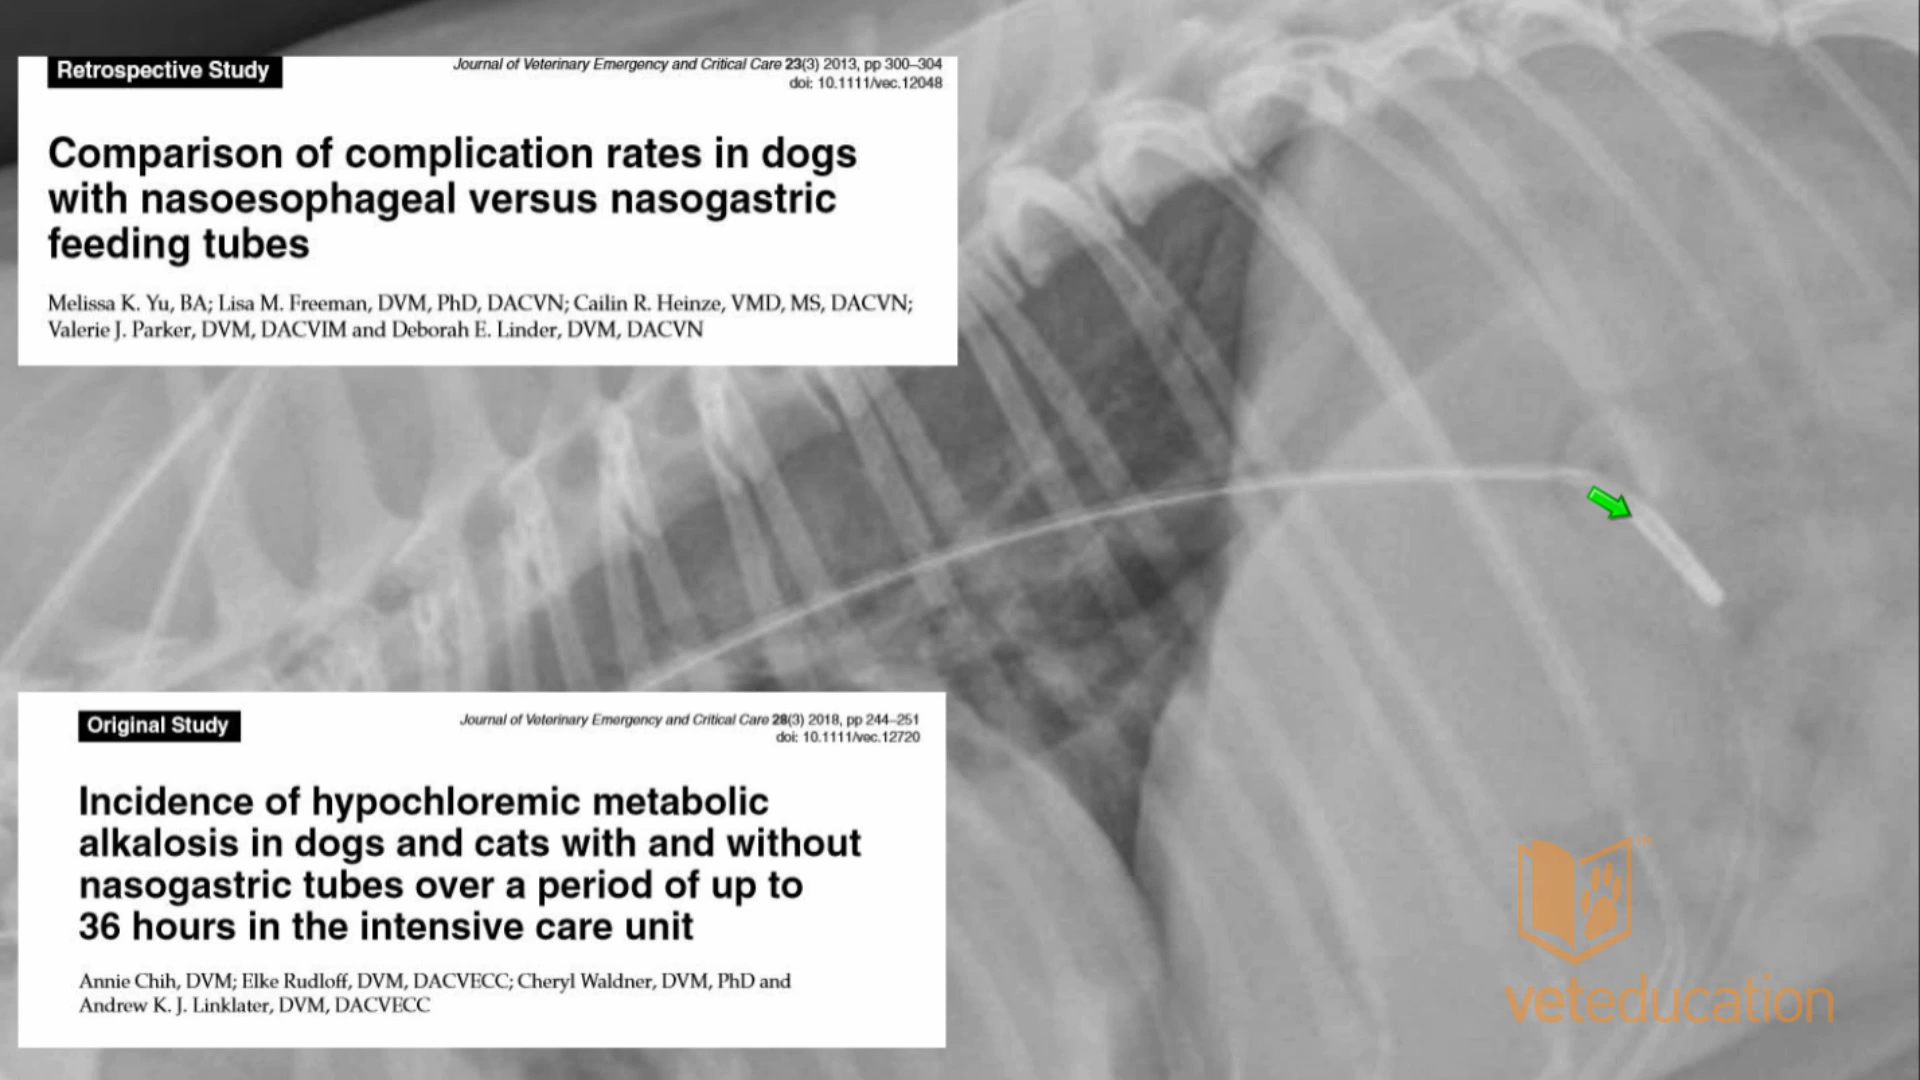 Retrospective Study
Journal of Veterinary Emergency and Critical Care 23(3) 2013, pp 300–304
doi: 10.1111/vec.12048
Comparison of complication rates in dogs
with nasoesophageal versus nasogastric
feeding tubes
Melissa K. Yu, BA; Lisa M. Freeman, DVM, PhD, DACVN; Cailin R. Heinze, VMD, MS, DACVN;
Valerie J. Parker, DVM, DACVIM and Deborah E. Linder, DVM, DACVN
Original Study
Journal of Veterinary Emergency and Critical Care 28(3) 2018, pp 244–251
doi: 10.1111/vec.12720
Incidence of hypochloremic metabolic
alkalosis in dogs and cats with and without
nasogastric tubes over a period of up to
36 hours in the intensive care unit
Annie Chih, DVM; Elke Rudloff, DVM, DACVECC; Cheryl Waldner, DVM, PhD and
Andrew K. J. Linklater, DVM, DACVECC
TM
veteducation